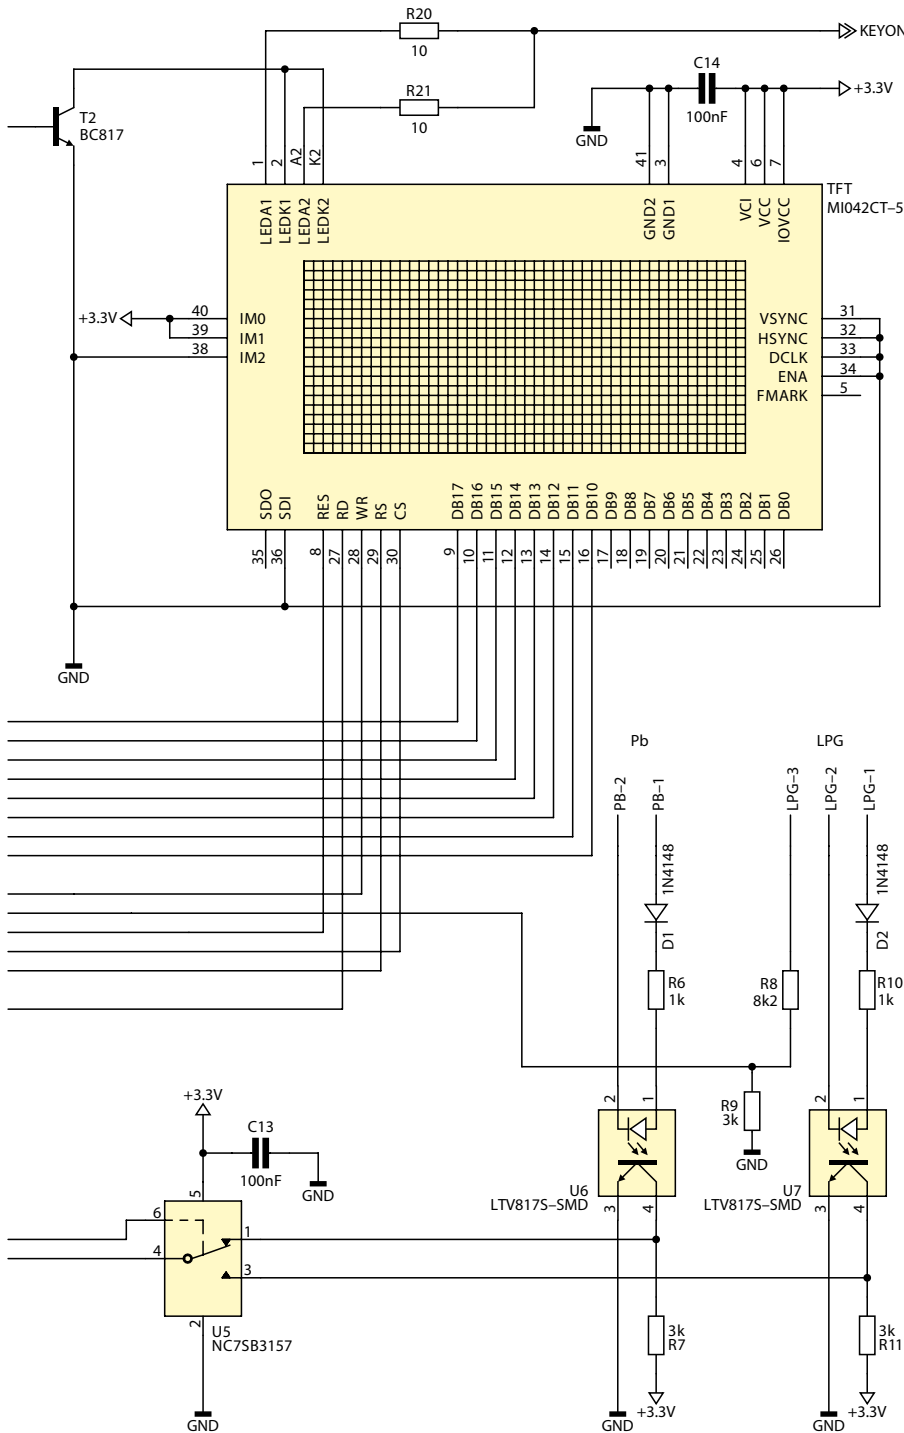 R20
10
KEYON
R21
10
C14
100nF
+3.3V
GND
T2
BC817
1
2
A2
K2
41
3
4
6
7
TFT
MI042CT–5
LEDA1
LEDK1
LEDA2
LEDK2
GND2
GND1
VCI
VCC
IOVCC
+3.3V
40
IM0
39
IM1
38
IM2
VSYNC
31
HSYNC
32
DCLK
33
ENA
34
FMARK
5
SDO
SDI
RES
RD
WR
RS
CS
DB17
DB16
DB15
DB14
DB13
DB12
DB11
DB10
DB9
DB8
DB7
DB6
DB5
DB4
DB3
DB2
DB1
DB0
35
36
8
27
28
29
30
9
10
11
12
13
14
15
16
17
18
19
20
21
22
23
24
25
26
GND
Pb
LPG
PB–2
PB–1
LPG–3
LPG–2
LPG–1
1N4148
D1
1N4148
D2
R6
1k
R8
8k2
R10
1k
R9
3k
GND
2
1
2
1
U6
LTV817S–SMD
3
4
U7
LTV817S–SMD
3
4
+3.3V
C13
100nF
GND
5
6
1
4
3
2
U5
NC7SB3157
GND
3k
R7
3k
R11
GND
+3.3V
GND
+3.3V